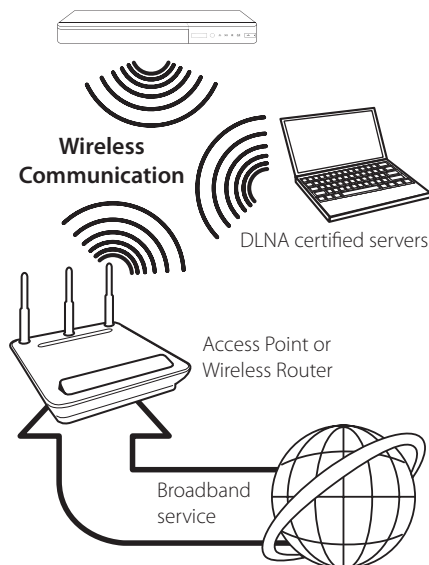 Wireless
Communication
DLNA certified servers
Access Point or
Wireless Router
Broadband
service